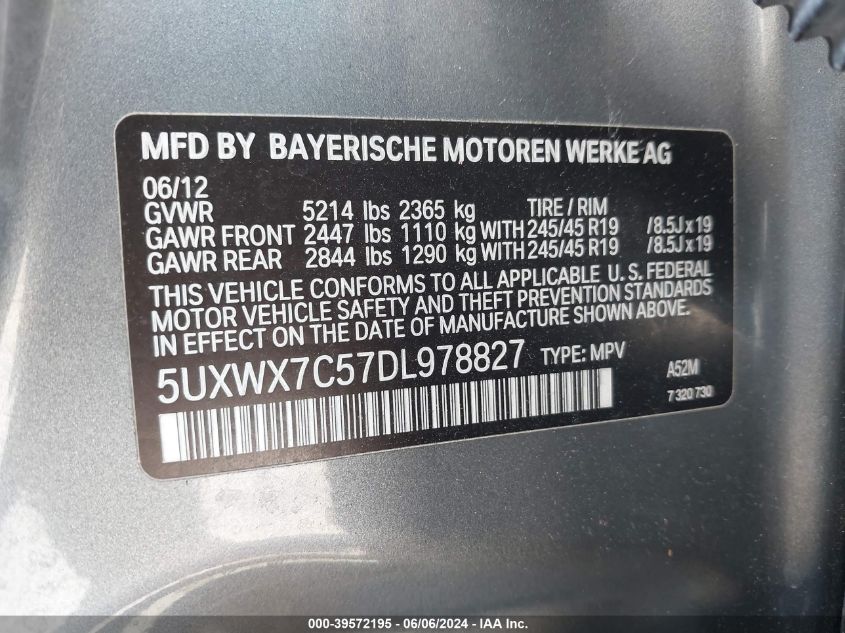 MFD BY BAYERISCHE MOTOREN WERKE AG
06/12
GVWR 5214 lbs 2365 kg TIRE / RIM
GAWR FRONT 2447 lbs 1110 kg WITH 245/45 R19 /8.5J x 19
GAWR REAR 2844 lbs 1290 kg WITH 245/45 R19 /8.5J x 19
THIS VEHICLE CONFORMS TO ALL APPLICABLE U.S. FEDERAL
MOTOR VEHICLE SAFETY AND THEFT PREVENTION STANDARDS
IN EFFECT ON THE DATE OF MANUFACTURE SHOWN ABOVE.
5UXWX7C57DL978827 TYPE: MPV A52M
7 320 730
000-39572195 - 06/06/2024 - IAA Inc.